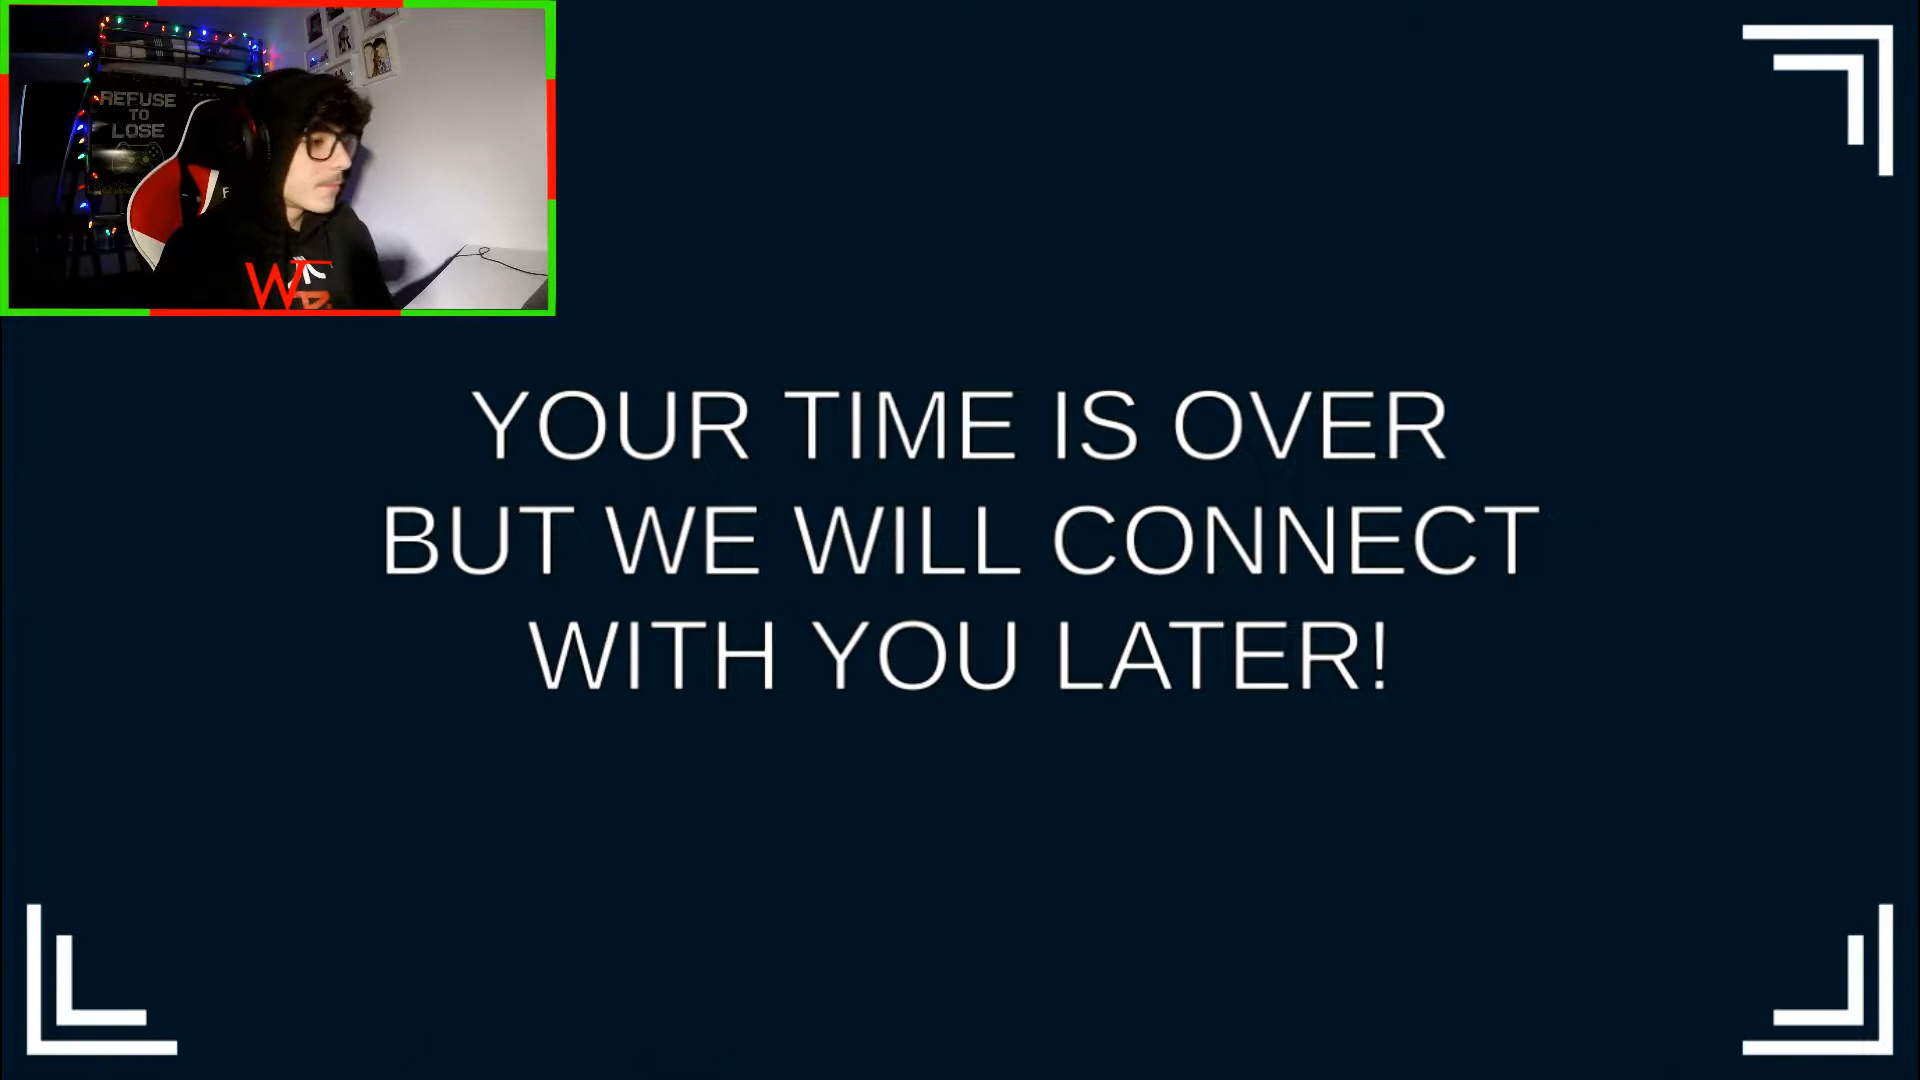 REFUSE
TO
LOSE
F
W
YOUR TIME IS OVER
BUT WE WILL CONNECT
WITH YOU LATER!